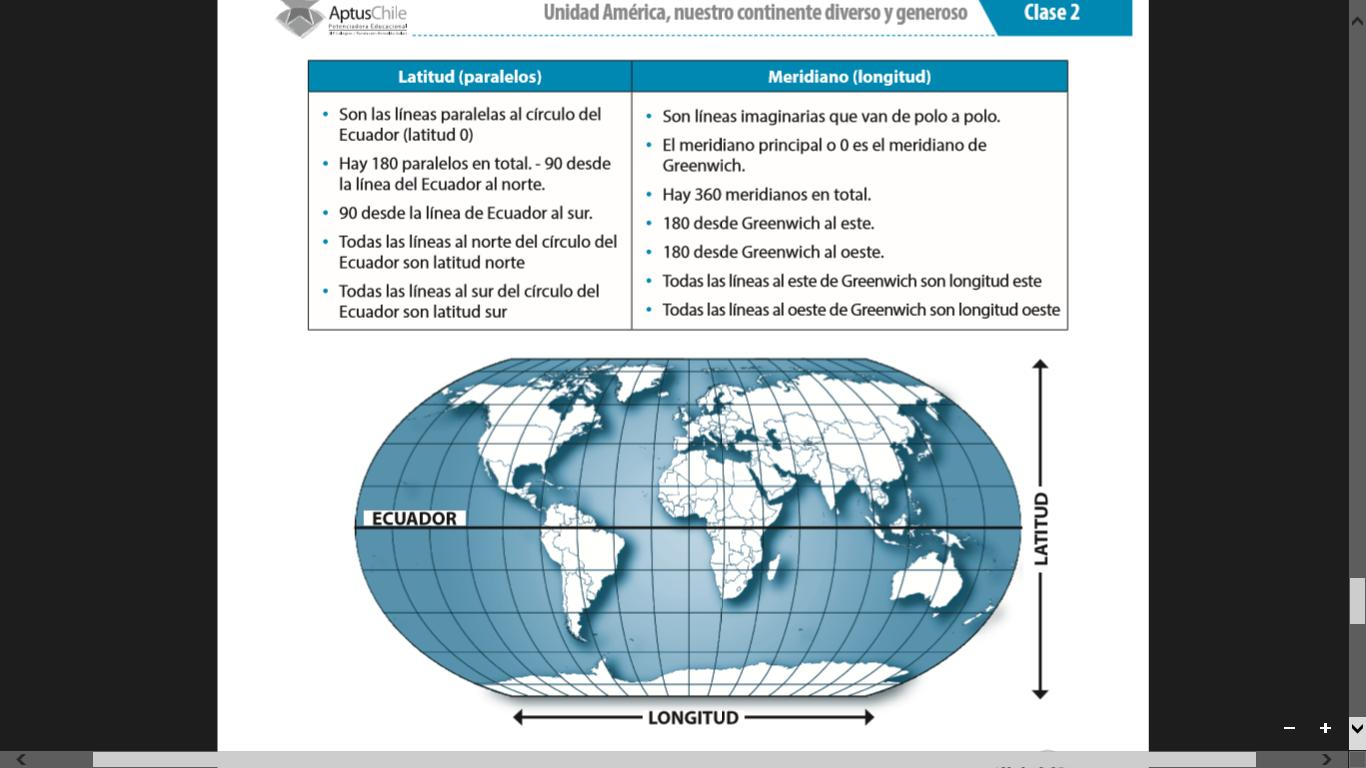 AptusChile
Potenciadora Educacional
Unidad América, nuestro continente diverso y generoso
Clase 2
Latitud (paralelos)
Meridiano (longitud)
• Son las líneas paralelas al círculo del
Ecuador (latitud 0)
• Hay 180 paralelos en total. - 90 desde
la línea del Ecuador al norte.
• 90 desde la línea de Ecuador al sur.
• Todas las líneas al norte del círculo del
Ecuador son latitud norte
• Todas las líneas al sur del círculo del
Ecuador son latitud sur
• Son líneas imaginarias que van de polo a polo.
• El meridiano principal o 0 es el meridiano de
Greenwich.
• Hay 360 meridianos en total.
• 180 desde Greenwich al este.
• 180 desde Greenwich al oeste.
• Todas las líneas al este de Greenwich son longitud este
• Todas las líneas al oeste de Greenwich son longitud oeste
ECUADOR
LATITUD
LONGITUD